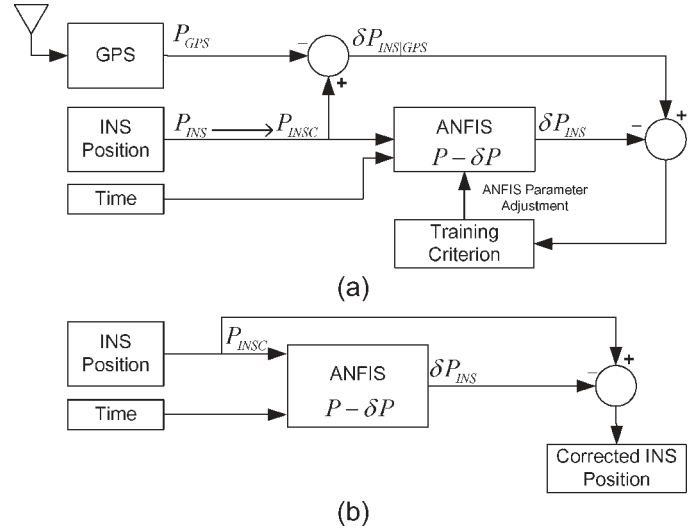 GPS
P_GPS
−
+
δP_INS|GPS
INS
Position
P_INS → P_INSC
ANFIS
P − δP
δP_INS
−
+
Time
ANFIS Parameter
Adjustment
Training
Criterion
(a)
INS
Position
P_INSC
ANFIS
P − δP
δP_INS
−
+
Time
Corrected INS
Position
(b)